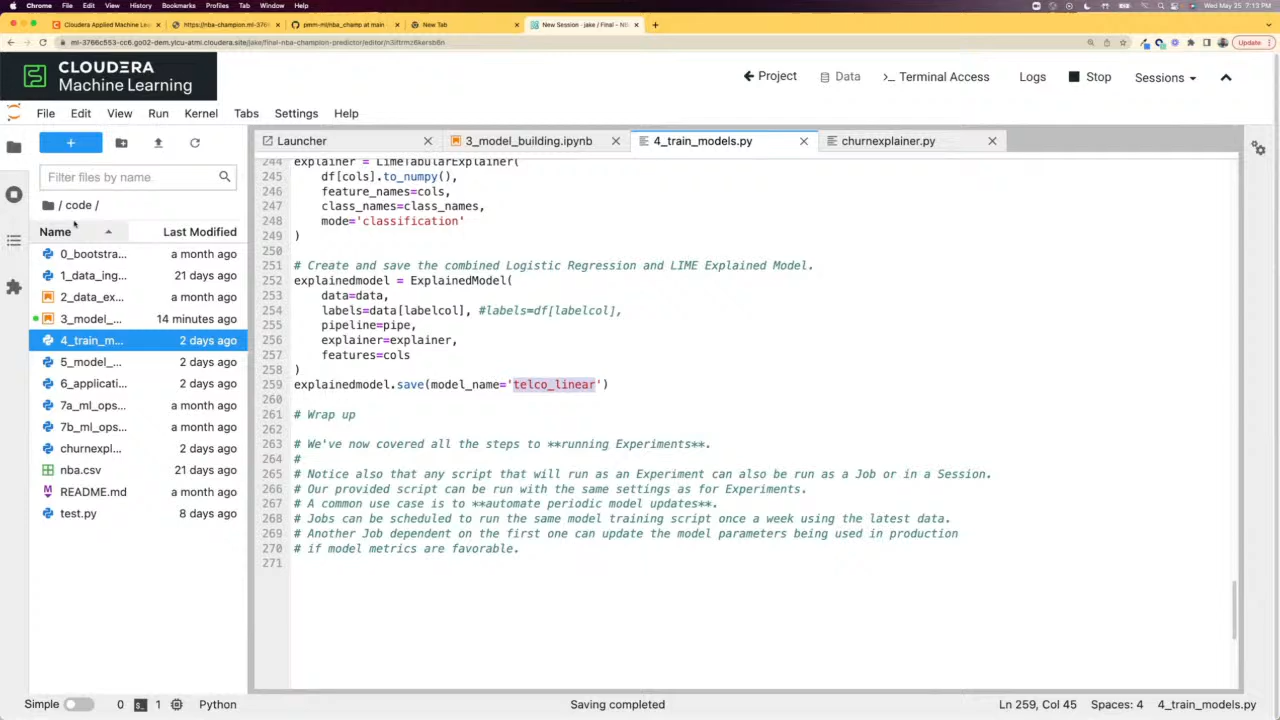 Chrome File Edit View History Bookmarks Profiles Tab Window Help
Wed May 25 7:13 PM
Cloudera Applied Machine Lea
https://nba-champion.ml-3766
pmm-ml/nba_champ at main
New Tab
New Session · jake / Final - NB
Update
CLOUDERA
Machine Learning
Project
Data
>_ Terminal Access
Logs
Stop
Sessions
File Edit View Run Kernel Tabs Settings Help
Launcher
3_model_building.ipynb
4_train_models.py
churnexplainer.py
Filter files by name
/ code /
Name Last Modified
0_bootstra... a month ago
1_data_ing... 21 days ago
2_data_ex... a month ago
3_model_... 14 minutes ago
4_train_m... 2 days ago
5_model_... 2 days ago
6_applicati... 2 days ago
7a_ml_ops... a month ago
7b_ml_ops... a month ago
churnexpl... 2 days ago
nba.csv 21 days ago
README.md a month ago
test.py 8 days ago
244 explainer = LimeTabularExplainer(
245 df[cols].to_numpy(),
246 feature_names=cols,
247 class_names=class_names,
248 mode='classification'
249 )
250
251 # Create and save the combined Logistic Regression and LIME Explained Model.
252 explainedmodel = ExplainedModel(
253 data=data,
254 labels=data[labelcol], #labels=df[labelcol],
255 pipeline=pipe,
256 explainer=explainer,
257 features=cols
258 )
259 explainedmodel.save(model_name='telco_linear')
260
261 # Wrap up
262
263 # We've now covered all the steps to **running Experiments**.
264 #
265 # Notice also that any script that will run as an Experiment can also be run as a Job or in a Session.
266 # Our provided script can be run with the same settings as for Experiments.
267 # A common use case is to **automate periodic model updates**.
268 # Jobs can be scheduled to run the same model training script once a week using the latest data.
269 # Another Job dependent on the first one can update the model parameters being used in production
270 # if model metrics are favorable.
271
Simple
0
1
Python
Saving completed
Ln 259, Col 45
Spaces: 4
4_train_models.py